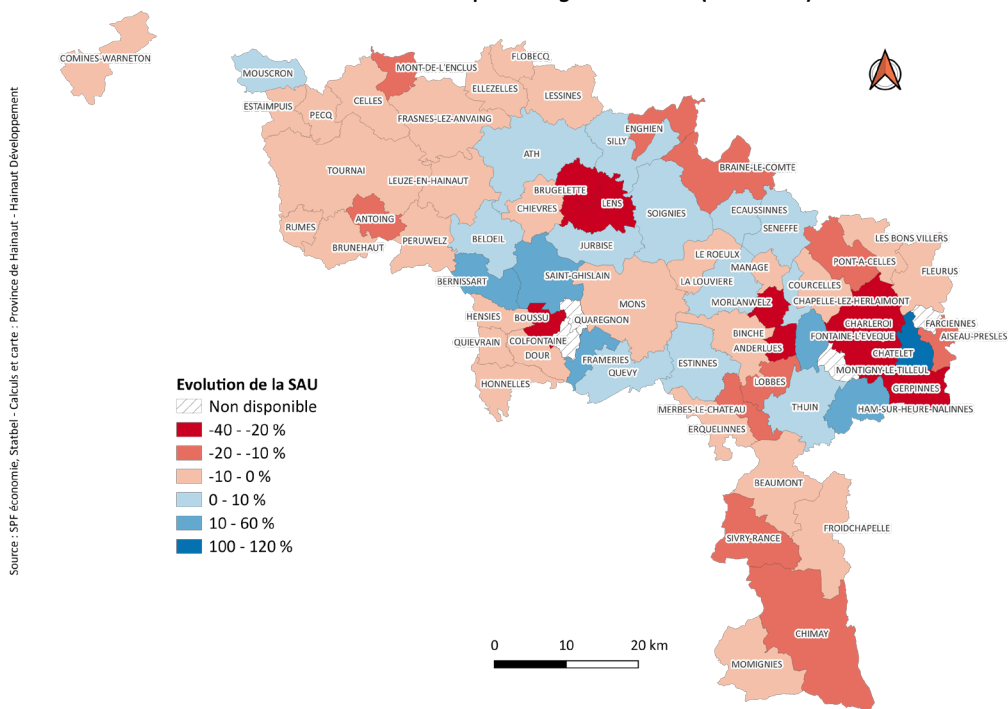 COMINES-WARNETON
MOUSCRON
MONT-DE-L'ENCLUS
FLOBECQ
ELLEZELLES
LESSINES
ESTAIMPUIS
PECQ
CELLES
FRASNES-LEZ-ANVAING
ENGHIEN
SILLY
ATH
TOURNAI
LEUZE-EN-HAINAUT
BRAINE-LE-COMTE
BRUGELETTE
LENS
CHIEVRES
SOIGNIES
ECAUSSINNES
SENEFFE
RUMES
ANTOING
BRUNEHAUT
PERUWELZ
BELOEIL
JURBISE
LES BONS VILLERS
PONT-A-CELLES
LE ROEULX
MANAGE
FLEURUS
BERNISSART
SAINT-GHISLAIN
LA LOUVIERE
COURCELLES
MORLANWELZ
CHAPELLE-LEZ-HERLAIMONT
MONS
HENSIES
BOUSSU
QUAREGNON
CHARLEROI
FARCIENNES
BINCHE
FONTAINE-L'EVEQUE
AISEAU-PRESLES
QUIEVRAIN
COLFONTAINE
ANDERLUES
DOUR
FRAMERIES
CHATELET
QUEVY
ESTINNES
MONTIGNY-LE-TILLEUL
HONNELLES
LOBBES
GERPINNES
MERBES-LE-CHATEAU
THUIN
HAM-SUR-HEURE-NALINNES
ERQUELINNES
BEAUMONT
FROIDCHAPELLE
SIVRY-RANCE
CHIMAY
MOMIGNIES
Evolution de la SAU
Non disponible
-40 - -20 %
-20 - -10 %
-10 - 0 %
0 - 10 %
10 - 60 %
100 - 120 %
0 10 20 km
Source : SPF économie, Statbel - Calculs et carte : Province de Hainaut - Hainaut Développement